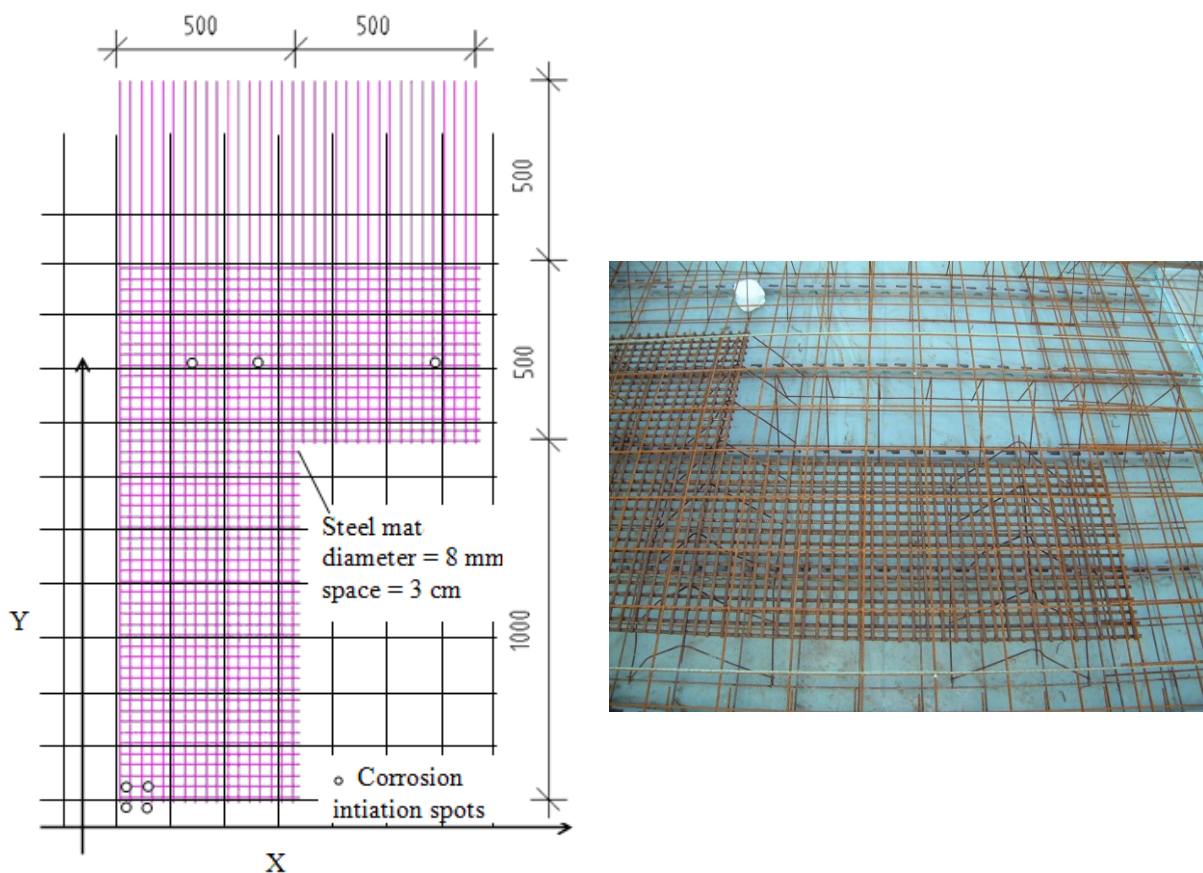 500
500
500
500
Steel mat
diameter = 8 mm
space = 3 cm
Y
1000
Corrosion
intiation spots
X